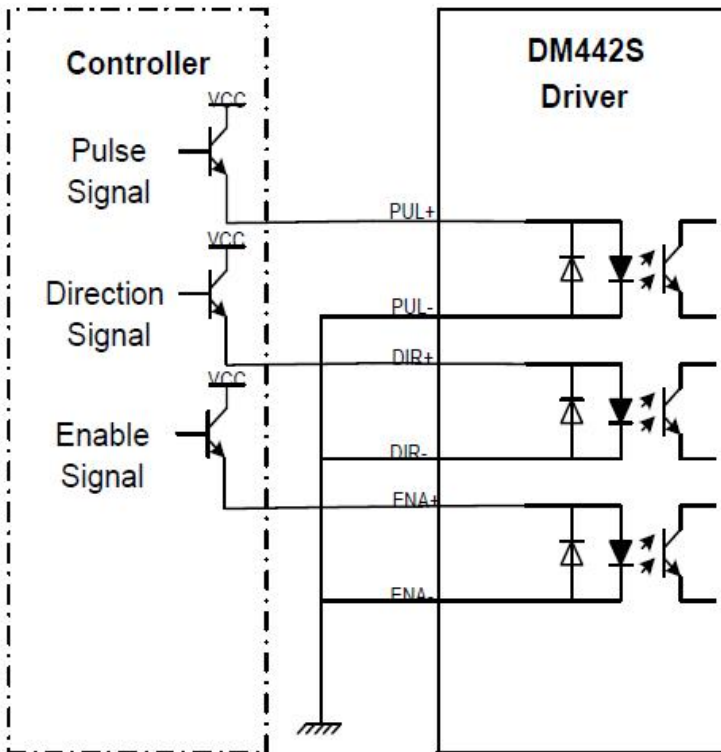 Controller
DM442S
Driver
VCC
Pulse
Signal
PUL+
VCC
Direction
Signal
PUL-
DIR+
VCC
Enable
Signal
DIR-
ENA+
ENA-